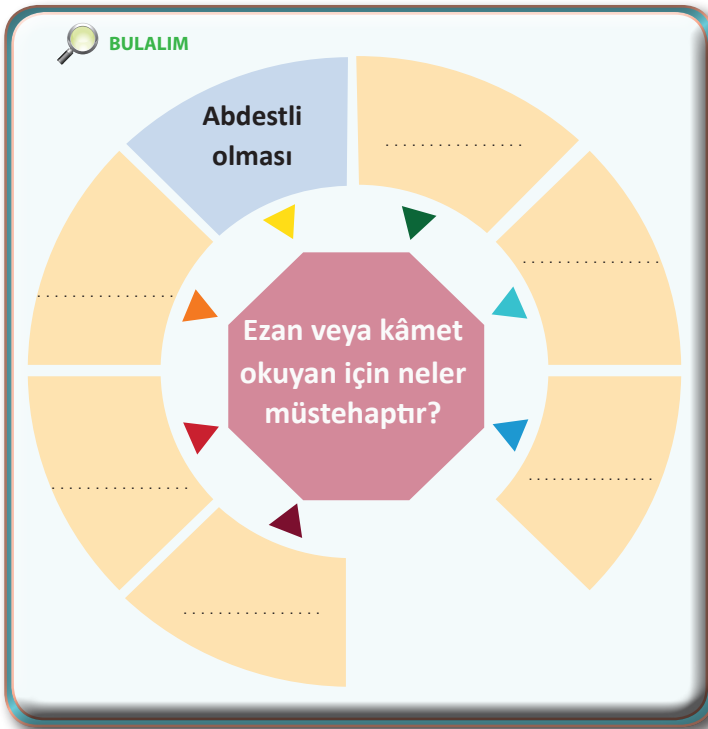 BULALIM
Abdestli
olması
...............
...............
...............
...............
Ezan veya kâmet
okuyan için neler
müstehaptır?
...............
..............
...............